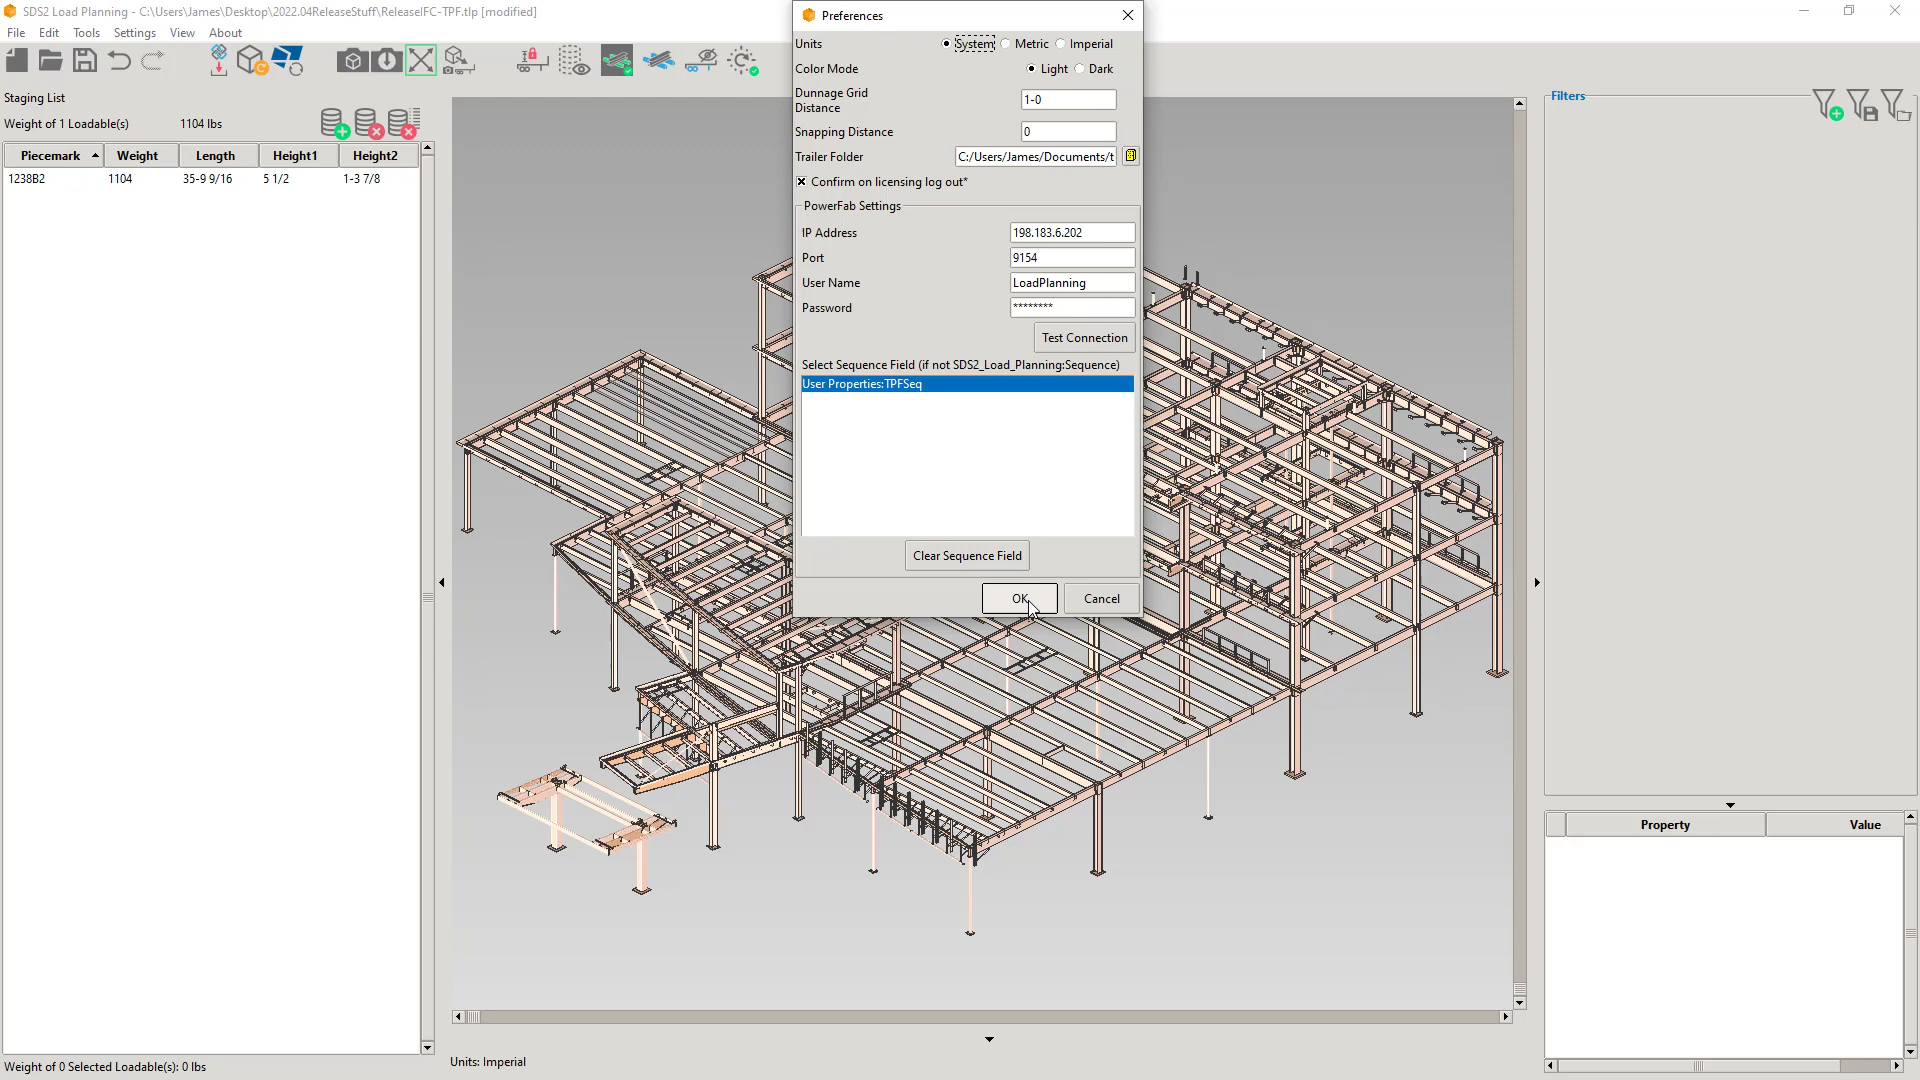 SDS2 Load Planning - C:\Users\James\Desktop\2022.04ReleaseStuff\ReleaseIFC-TPF.tlp [modified]
File Edit Tools Settings View About
Staging List
Weight of 1 Loadable(s) 1104 lbs
Piecemark Weight Length Height1 Height2
1238B2 1104 35-9 9/16 5 1/2 1-3 7/8
Weight of 0 Selected Loadable(s): 0 lbs
Preferences
Units System Metric Imperial
Color Mode Light Dark
Dunnage Grid
Distance
1-0
Snapping Distance 0
Trailer Folder C:/Users/James/Documents/t
Confirm on licensing log out*
PowerFab Settings
IP Address 198.183.6.202
Port 9154
User Name LoadPlanning
Password ********
Test Connection
Select Sequence Field (if not SDS2_Load_Planning:Sequence)
User Properties:TPFSeq
Clear Sequence Field
OK Cancel
Units: Imperial
Filters
Property Value